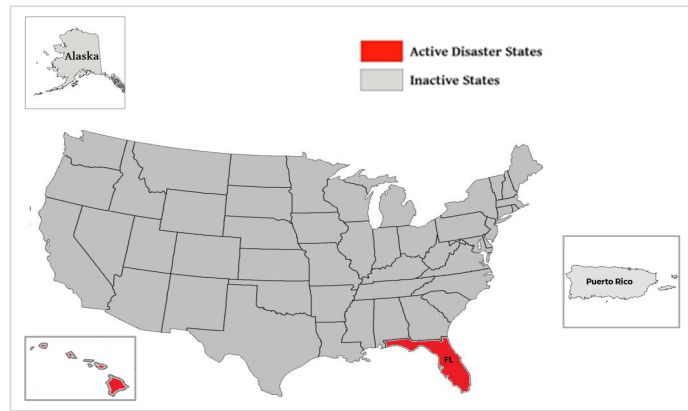 Alaska
Active Disaster States
Inactive States
Puerto Rico
FL